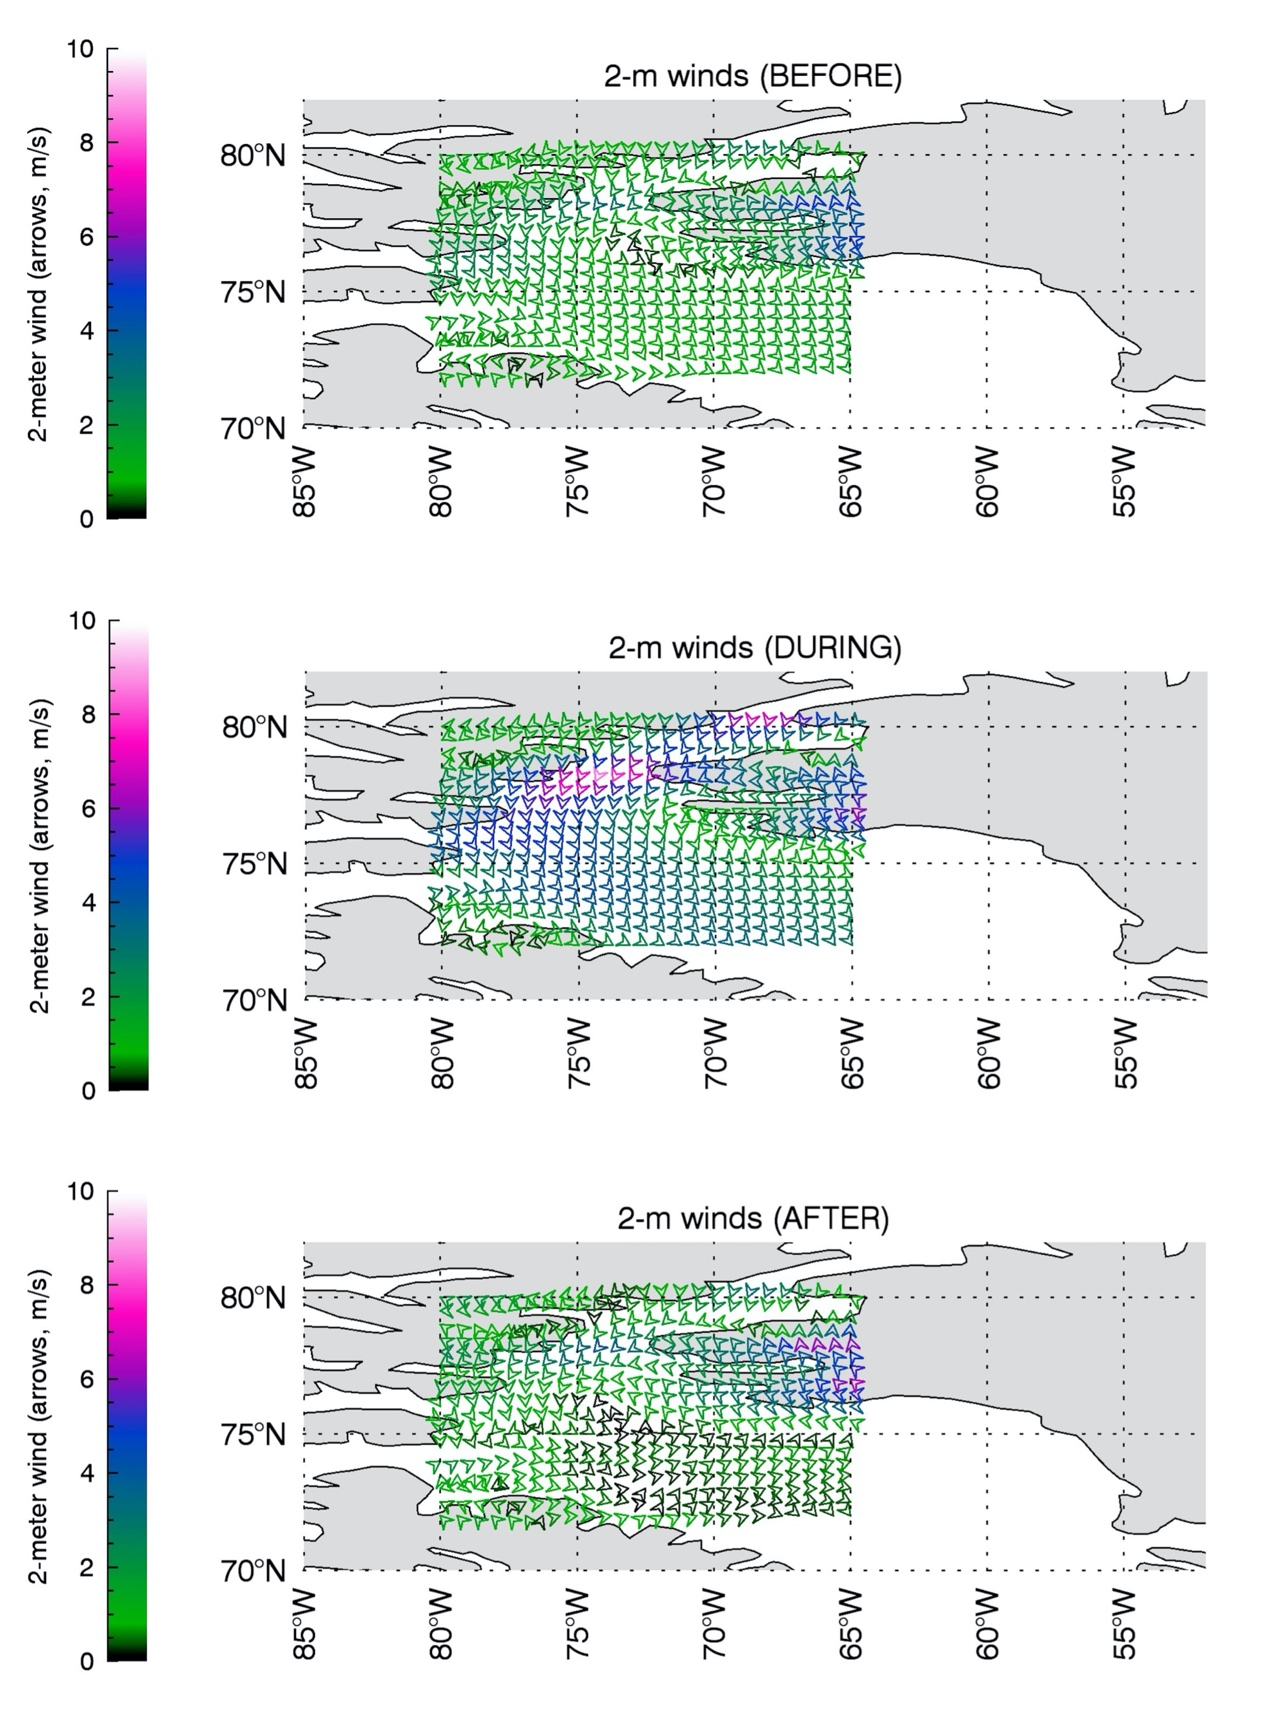 2-m winds (BEFORE)
2-meter wind (arrows, m/s)
10
8
6
4
2
0
80°N
75°N
70°N
85°W
80°W
75°W
70°W
65°W
60°W
55°W
2-m winds (DURING)
2-meter wind (arrows, m/s)
10
8
6
4
2
0
80°N
75°N
70°N
85°W
80°W
75°W
70°W
65°W
60°W
55°W
2-m winds (AFTER)
2-meter wind (arrows, m/s)
10
8
6
4
2
0
80°N
75°N
70°N
85°W
80°W
75°W
70°W
65°W
60°W
55°W